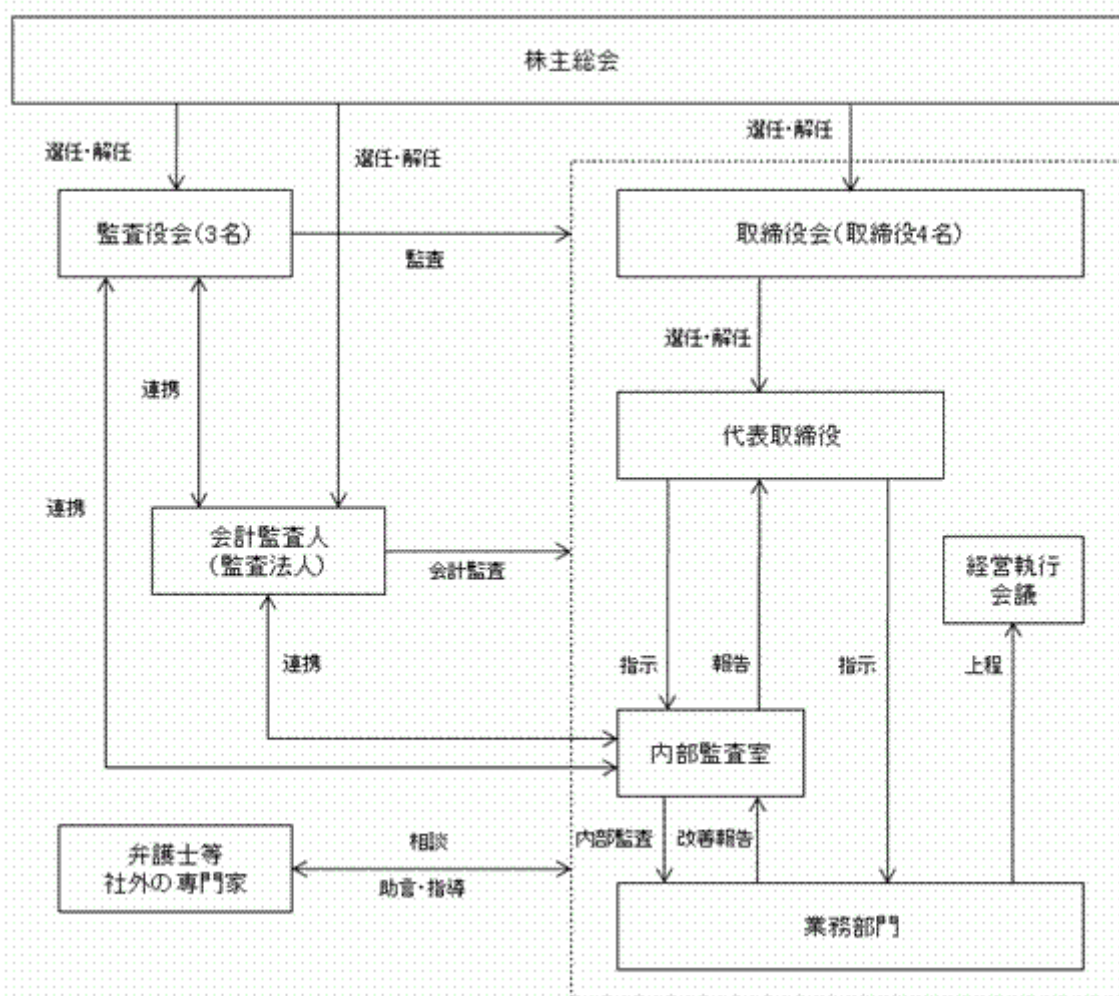 株主総会
選任・解任
選任・解任
選任・解任
監査役会(3名)
監査
取締役会(取締役4名)
選任・解任
連携
代表取締役
連携
会計監査人
(監査法人)
会計監査
経営執行
会議
連携
指示
報告
指示
上程
内部監査室
内部監査
改善報告
弁護士等
社外の専門家
相談
助言・指導
業務部門